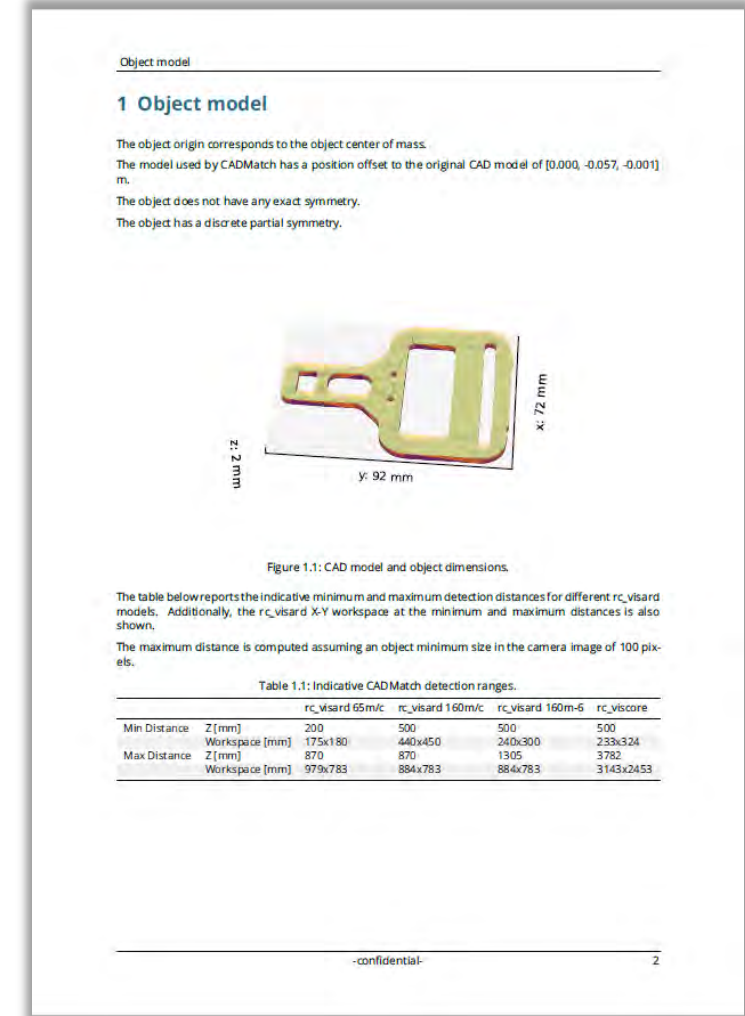 Object model
1 Object model
The object origin corresponds to the object center of mass.
The model used by CADMatch has a position offset to the original CAD model of [0.000, -0.057, -0.001]
m.
The object does not have any exact symmetry.
The object has a discrete partial symmetry.
x: 72 mm
z: 2 mm
y: 92 mm
Figure 1.1: CAD model and object dimensions.
The table below reports the indicative minimum and maximum detection distances for different rc_visard
models. Additionally, the rc_visard X-Y workspace at the minimum and maximum distances is also
shown.
The maximum distance is computed assuming an object minimum size in the camera image of 100 pix-
els.
Table 1.1: Indicative CADMatch detection ranges.
rc_visard 65m/c rc_visard 160m/c rc_visard 160m-6 rc_viscore
Min Distance Z [mm] 200 500 500 500
Workspace [mm] 175x180 440x450 240x300 233x324
Max Distance Z [mm] 870 870 1305 3782
Workspace [mm] 979x783 884x783 884x783 3143x2453
-confidential- 2